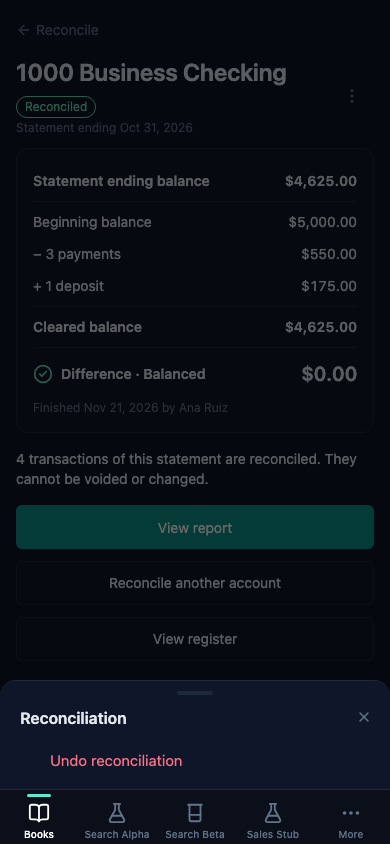 Reconcile
1000 Business Checking
Reconciled
Statement ending Oct 31, 2026
Statement ending balance $4,625.00
Beginning balance $5,000.00
− 3 payments $550.00
+ 1 deposit $175.00
Cleared balance $4,625.00
Difference · Balanced $0.00
Finished Nov 21, 2026 by Ana Ruiz
4 transactions of this statement are reconciled. They
cannot be voided or changed.
View report
Reconcile another account
View register
Reconciliation
Undo reconciliation
Books Search Alpha Search Beta Sales Stub More